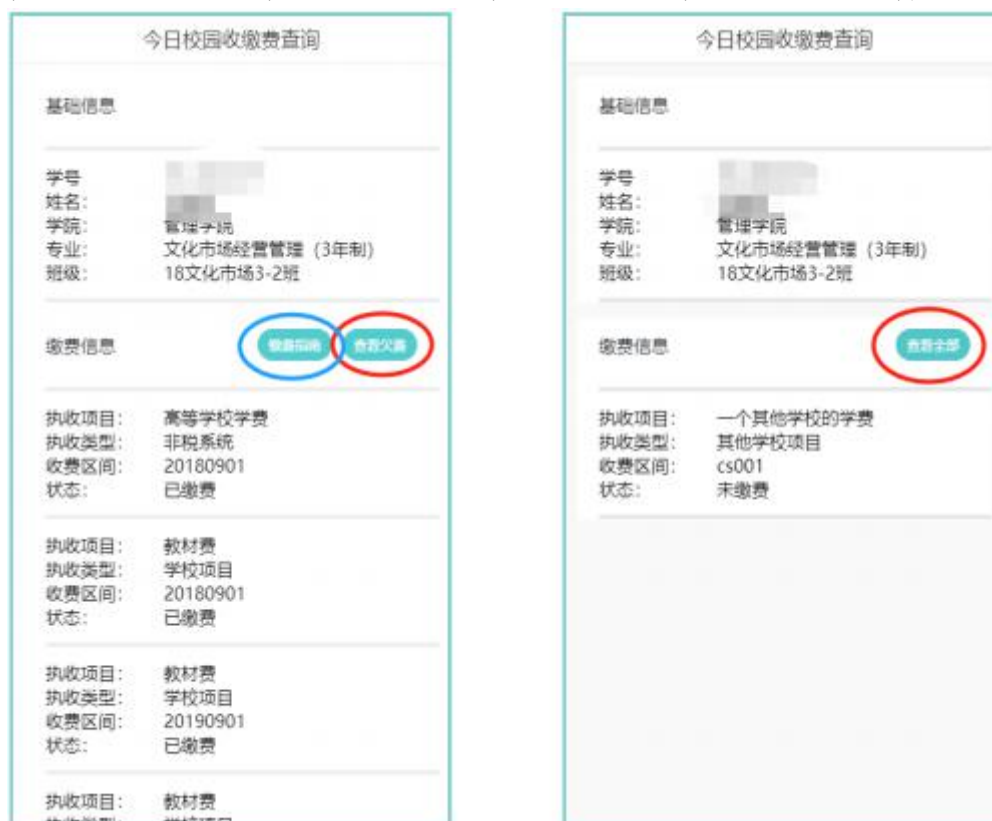 今日校园收缴费查询
基础信息
学号
姓名：
学院： 管理学院
专业： 文化市场经营管理（3年制）
班级： 18文化市场3-2班
缴费信息 缴费指南 查看欠费
执收项目： 高等学校学费
执收类型： 非税系统
收费区间： 20180901
状态： 已缴费
执收项目： 教材费
执收类型： 学校项目
收费区间： 20180901
状态： 已缴费
执收项目： 教材费
执收类型： 学校项目
收费区间： 20190901
状态： 已缴费
执收项目： 教材费
今日校园收缴费查询
基础信息
学号
姓名：
学院： 管理学院
专业： 文化市场经营管理（3年制）
班级： 18文化市场3-2班
缴费信息 查看全部
执收项目： 一个其他学校的学费
执收类型： 其他学校项目
收费区间： cs001
状态： 未缴费